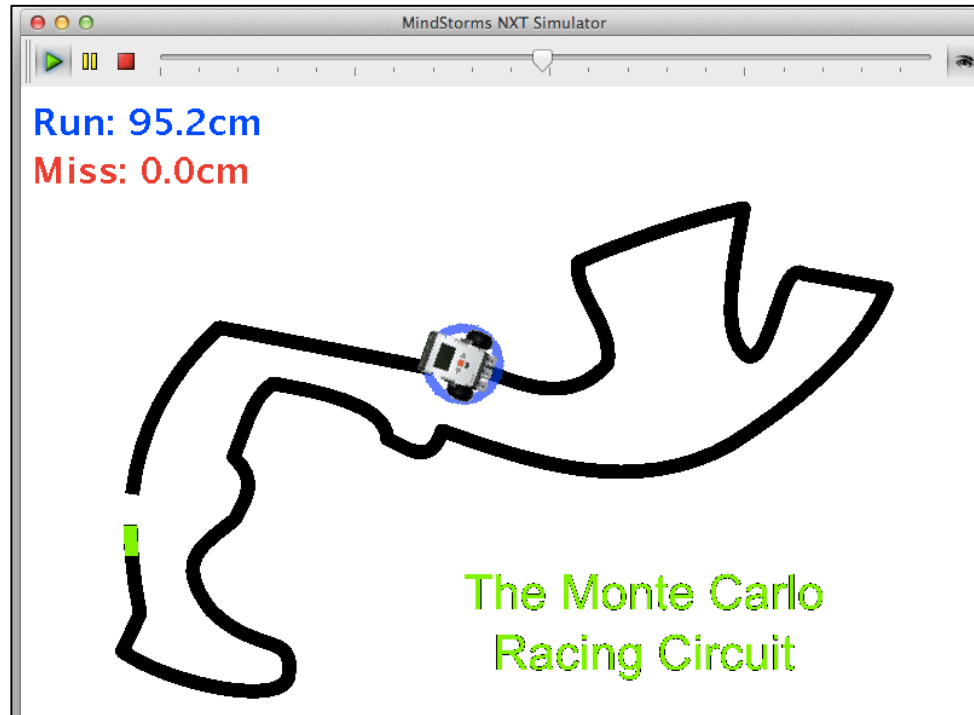 MindStorms NXT Simulator
Run: 95.2cm
Miss: 0.0cm
The Monte Carlo
Racing Circuit